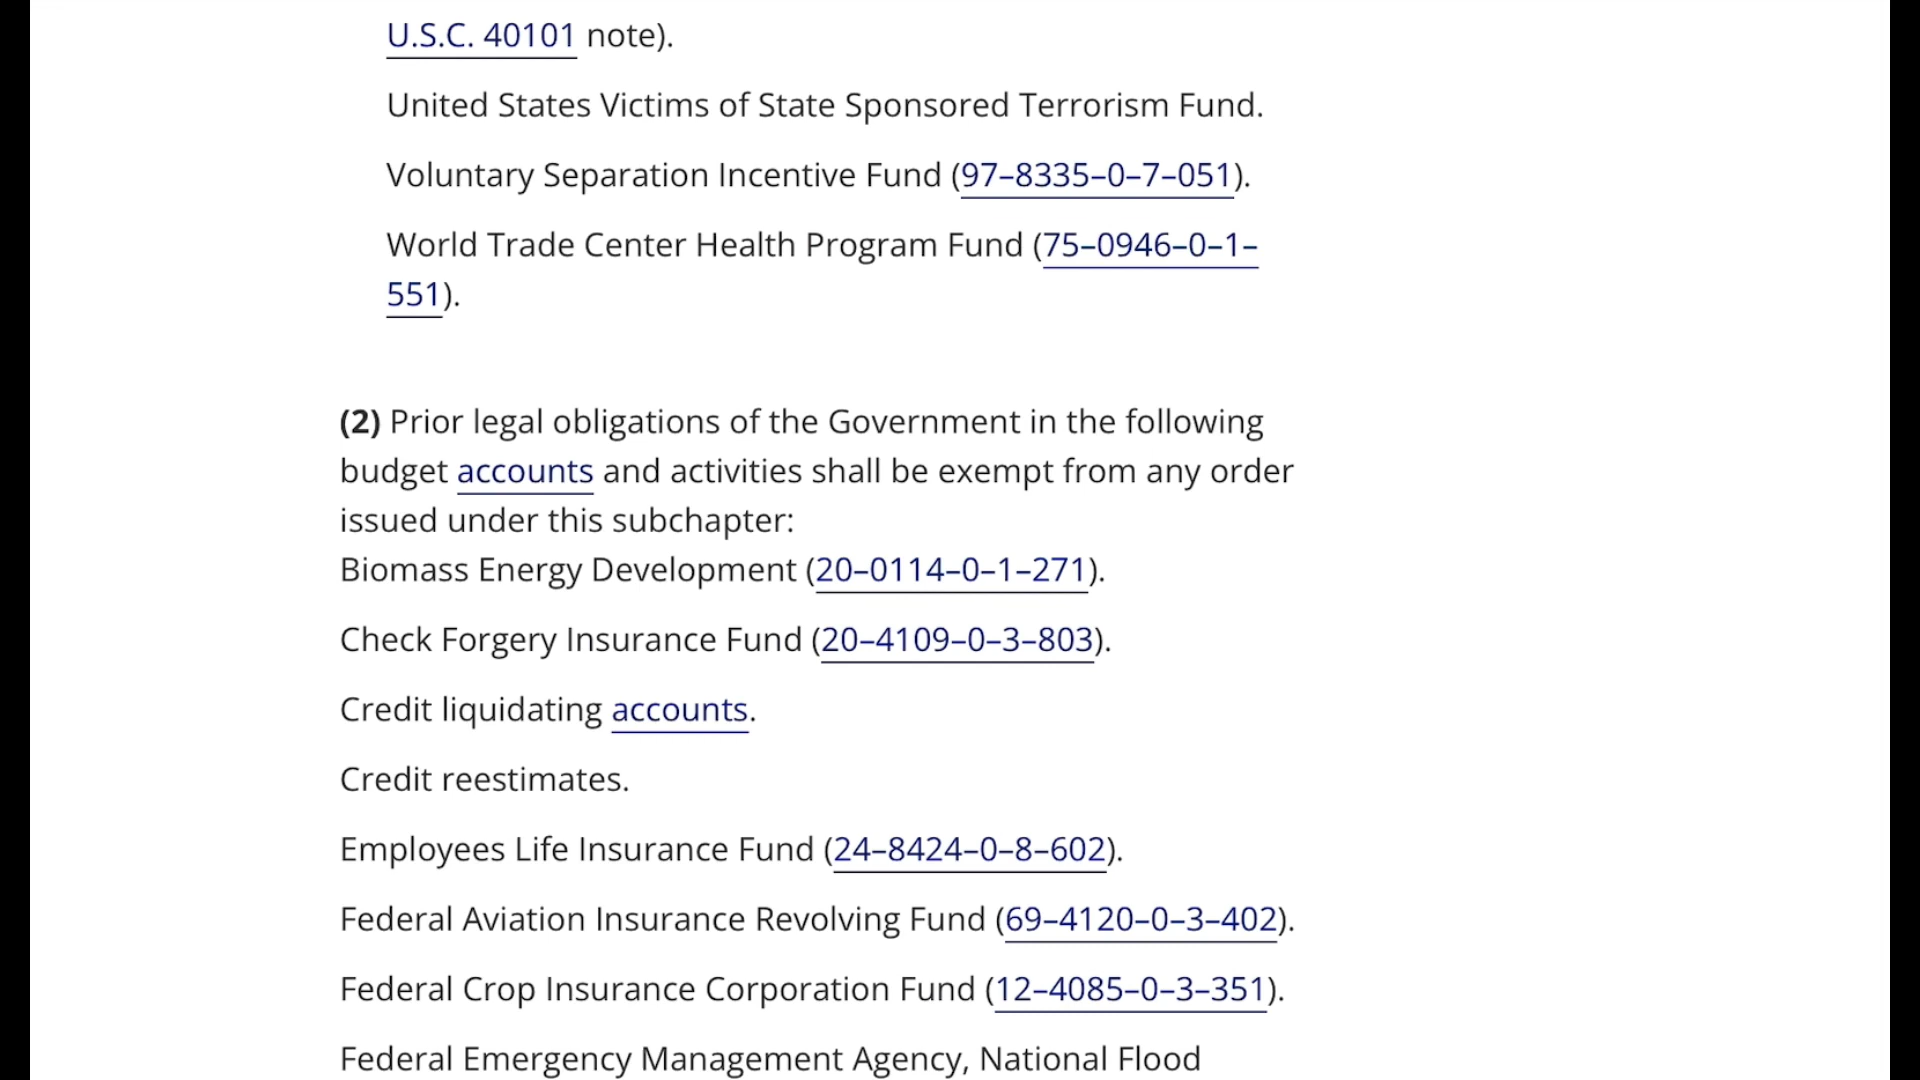 U.S.C. 40101 note).
United States Victims of State Sponsored Terrorism Fund.
Voluntary Separation Incentive Fund (97–8335–0–7–051).
World Trade Center Health Program Fund (75–0946–0–1–
551).
(2) Prior legal obligations of the Government in the following
budget accounts and activities shall be exempt from any order
issued under this subchapter:
Biomass Energy Development (20–0114–0–1–271).
Check Forgery Insurance Fund (20–4109–0–3–803).
Credit liquidating accounts.
Credit reestimates.
Employees Life Insurance Fund (24–8424–0–8–602).
Federal Aviation Insurance Revolving Fund (69–4120–0–3–402).
Federal Crop Insurance Corporation Fund (12–4085–0–3–351).
Federal Emergency Management Agency, National Flood